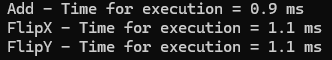 Add - Time for execution = 0.9 ms
FlipX - Time for execution = 1.1 ms
FlipY - Time for execution = 1.1 ms